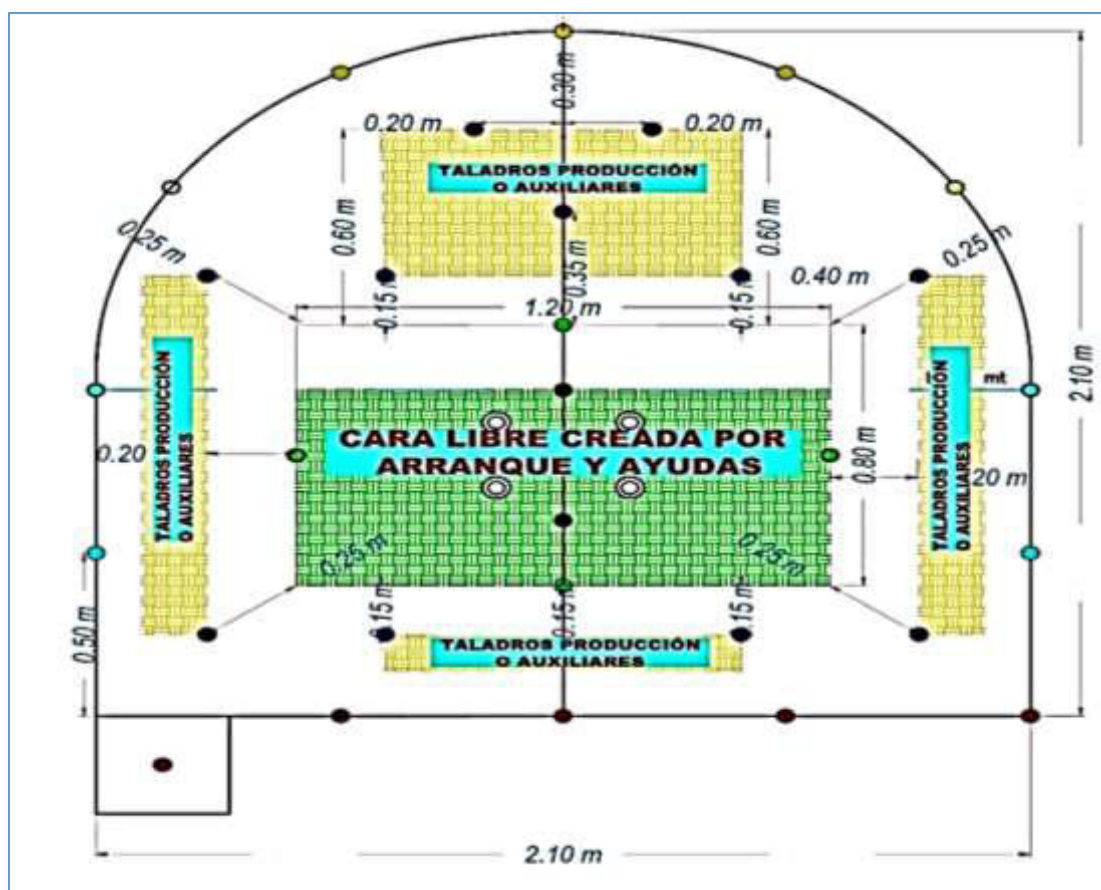 0.30 m
0.20 m
0.20 m
TALADROS PRODUCCIÓN
O AUXILIARES
0.60 m
0.60 m
0.25 m
0.25 m
0.35 m
0.15 m
0.15 m
0.40 m
1.20 m
2.10 m
mt
TALADROS PRODUCCIÓN
O AUXILIARES
TALADROS PRODUCCIÓN
O AUXILIARES
CARA LIBRE CREADA POR
ARRANQUE Y AYUDAS
0.20
0.80 m
20 m
0.25 m
0.25 m
0.15 m
0.15 m
0.15 m
0.50 m
TALADROS PRODUCCIÓN
O AUXILIARES
2.10 m